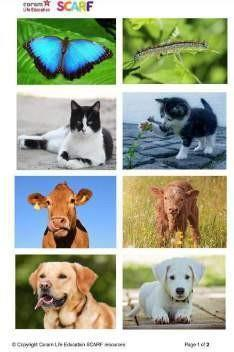 coram
Life Education
SCARF
© Copyright Coram Life Education SCARF resources
Page 1 of 2